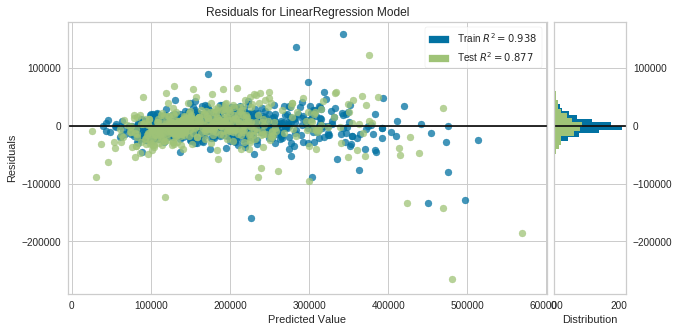 Residuals for LinearRegression Model
Train R² = 0.938
Test R² = 0.877
100000
0
−100000
−200000
Residuals
0
100000
200000
300000
400000
500000
600000
Predicted Value
100000
0
−100000
−200000
0
200
Distribution